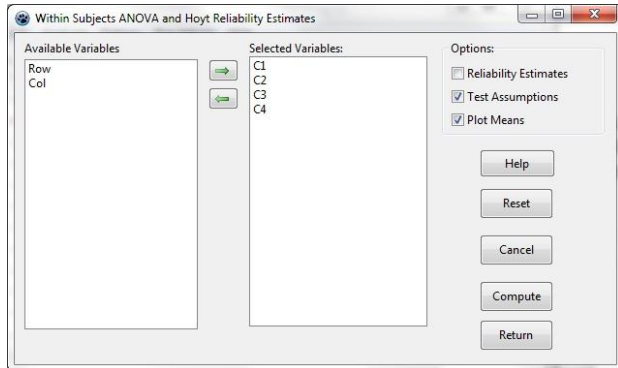 Within Subjects ANOVA and Hoyt Reliability Estimates
Available Variables
Row
Col
Selected Variables:
C1
C2
C3
C4
Options:
Reliability Estimates
Test Assumptions
Plot Means
Help
Reset
Cancel
Compute
Return